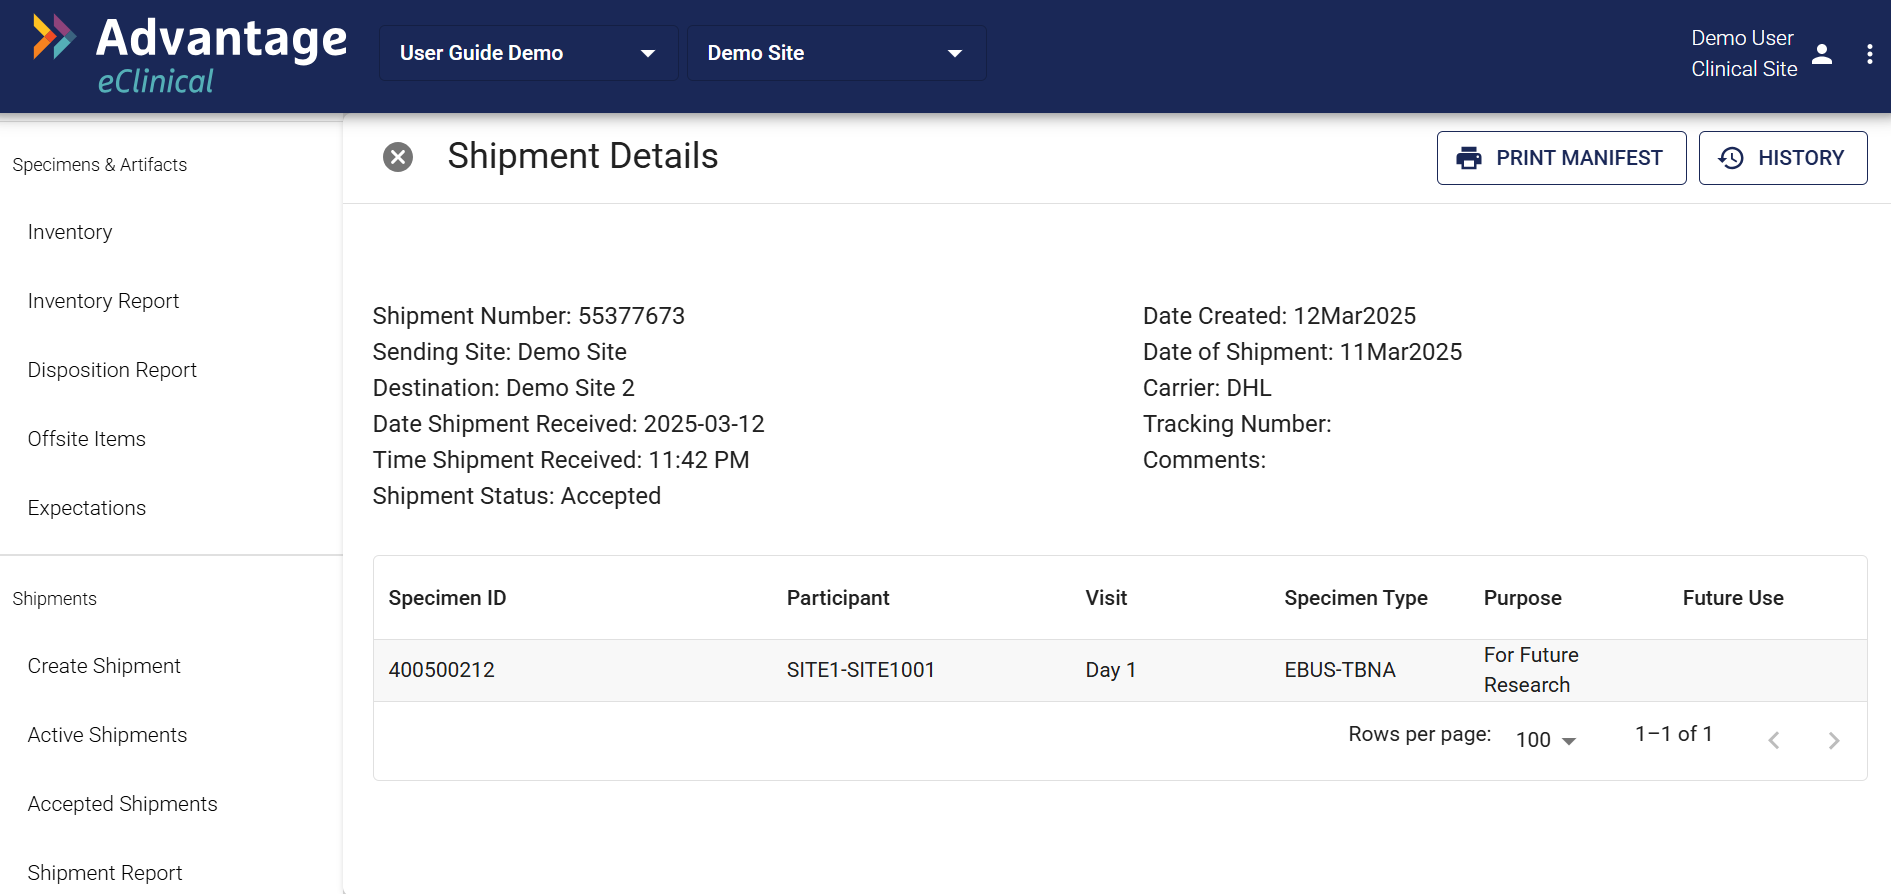 Advantage
eClinical
User Guide Demo
Demo Site
Demo User
Clinical Site
Specimens & Artifacts
Inventory
Inventory Report
Disposition Report
Offsite Items
Expectations
Shipments
Create Shipment
Active Shipments
Accepted Shipments
Shipment Report
Shipment Details
PRINT MANIFEST
HISTORY
Shipment Number: 55377673
Sending Site: Demo Site
Destination: Demo Site 2
Date Shipment Received: 2025-03-12
Time Shipment Received: 11:42 PM
Shipment Status: Accepted
Date Created: 12Mar2025
Date of Shipment: 11Mar2025
Carrier: DHL
Tracking Number:
Comments:
Specimen ID Participant Visit Specimen Type Purpose Future Use
400500212 SITE1-SITE1001 Day 1 EBUS-TBNA For Future
Research
Rows per page: 100 1–1 of 1